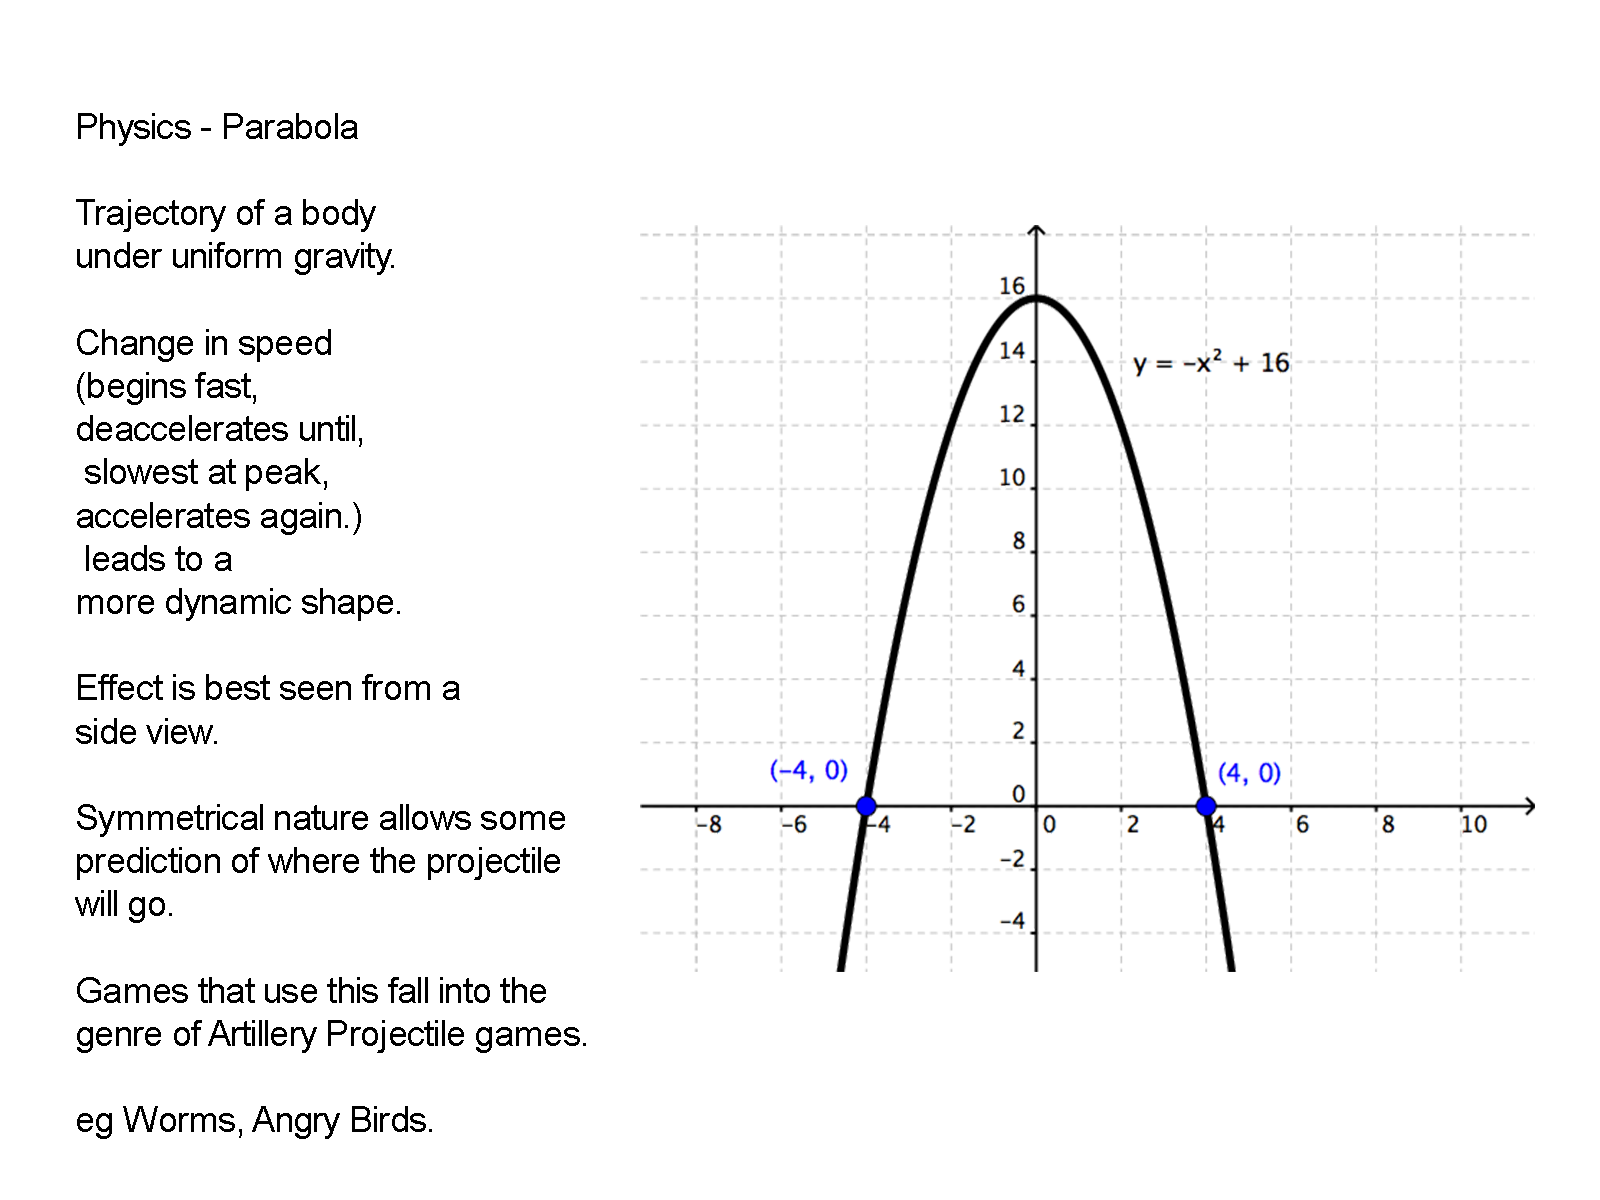 Physics - Parabola
Trajectory of a body
under uniform gravity.
Change in speed
(begins fast,
deaccelerates until,
slowest at peak,
accelerates again.)
leads to a
more dynamic shape.
Effect is best seen from a
side view.
Symmetrical nature allows some
prediction of where the projectile
will go.
Games that use this fall into the
genre of Artillery Projectile games.
eg Worms, Angry Birds.
16
14
y = -x² + 16
12
10
8
6
4
2
(-4, 0)
(4, 0)
0
-8 -6 -4 -2 0 2 4 6 8 10
-2
-4